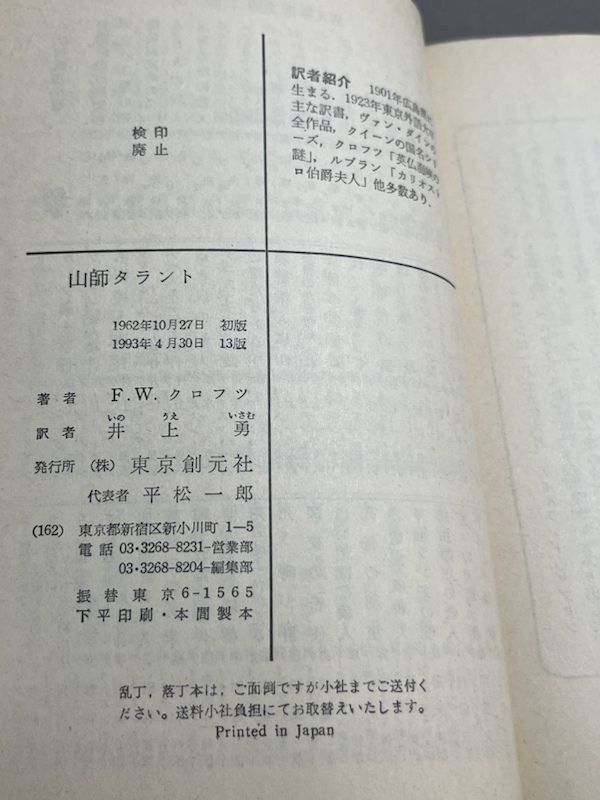 検印
廃止
訳者紹介 1901年広島
生まる．1923年東京外国
主な訳書，ヴァン・ダイン
全作品，クイーンの国名シリ
ーズ，クロフツ「英仏海峡の
謎」，ルブラン「カリオスト
ロ伯爵夫人」他多数あり．
山師タラント
1962年10月27日 初版
1993年4月30日 13版
著者 F.W.クロフツ
いの うえ いさむ
訳者 井上 勇
発行所 (株) 東京創元社
代表者 平松一郎
(162) 東京都新宿区新小川町 1―5
電話 03・3268-8231-営業部
03・3268-8204-編集部
振替 東京6-1565
下平印刷・本間製本
乱丁，落丁本は，ご面倒ですが小社までご送付く
ださい。送料小社負担にてお取替えいたします。
Printed in Japan